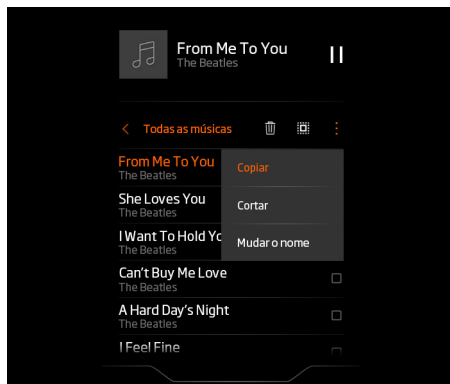 From Me To You
The Beatles
Todas as músicas
From Me To You
The Beatles
Copiar
She Loves You
The Beatles
Cortar
I Want To Hold Yo
The Beatles
Mudar o nome
Can't Buy Me Love
The Beatles
A Hard Day's Night
The Beatles
I Feel Fine